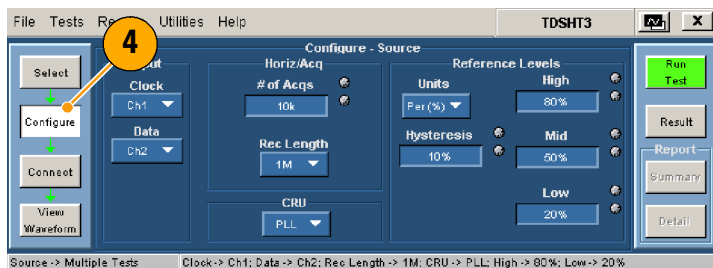 File Tests Re Utilities Help TDSHT3 X
4
Configure - Source
Select
Configure
Connect
View
Waveform
put
Clock
Ch1
Data
Ch2
Horiz/Acq
# of Acqs
10k
Rec Length
1M
CRU
PLL
Reference Levels
Units
Per(%)
Hysteresis
10%
High
80%
Mid
50%
Low
20%
Run
Test
Result
Report
Summary
Detail
Source -> Multiple Tests Clock-> Ch1; Data -> Ch2; Rec Length -> 1M; CRU -> PLL; High -> 80%; Low-> 20%